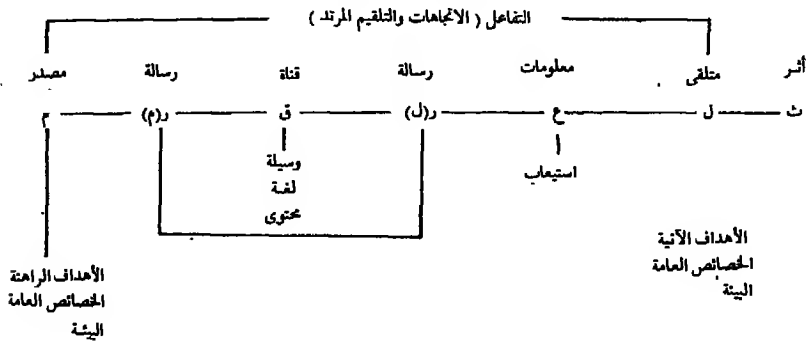 التفاعل ( الاتجاهات والتلقيم المرتد )
أثر متلقى معلومات رسالة قناة رسالة مصدر
ث ل ع ر(ل) ق ر(م) م
استيعاب
وسيلة
لغة
محتوى
الأهداف الآنية
الخصائص العامة
البيئة
الأهداف الراهنة
الخصائص العامة
البيئة